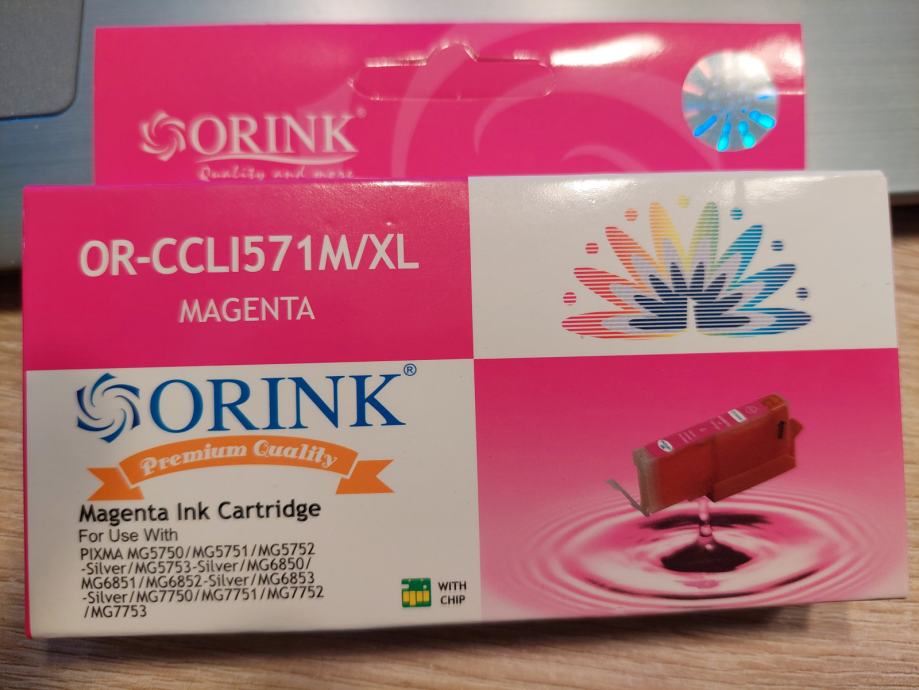 ORINK
Quality and more
OR-CCLI571M/XL
MAGENTA
ORINK®
Premium Quality
Magenta Ink Cartridge
For Use With
PIXMA MG5750/MG5751/MG5752
-Silver/MG5753-Silver/MG6850/
MG6851/MG6852-Silver/MG6853
-Silver/MG7750/MG7751/MG7752
/MG7753
WITH
CHIP